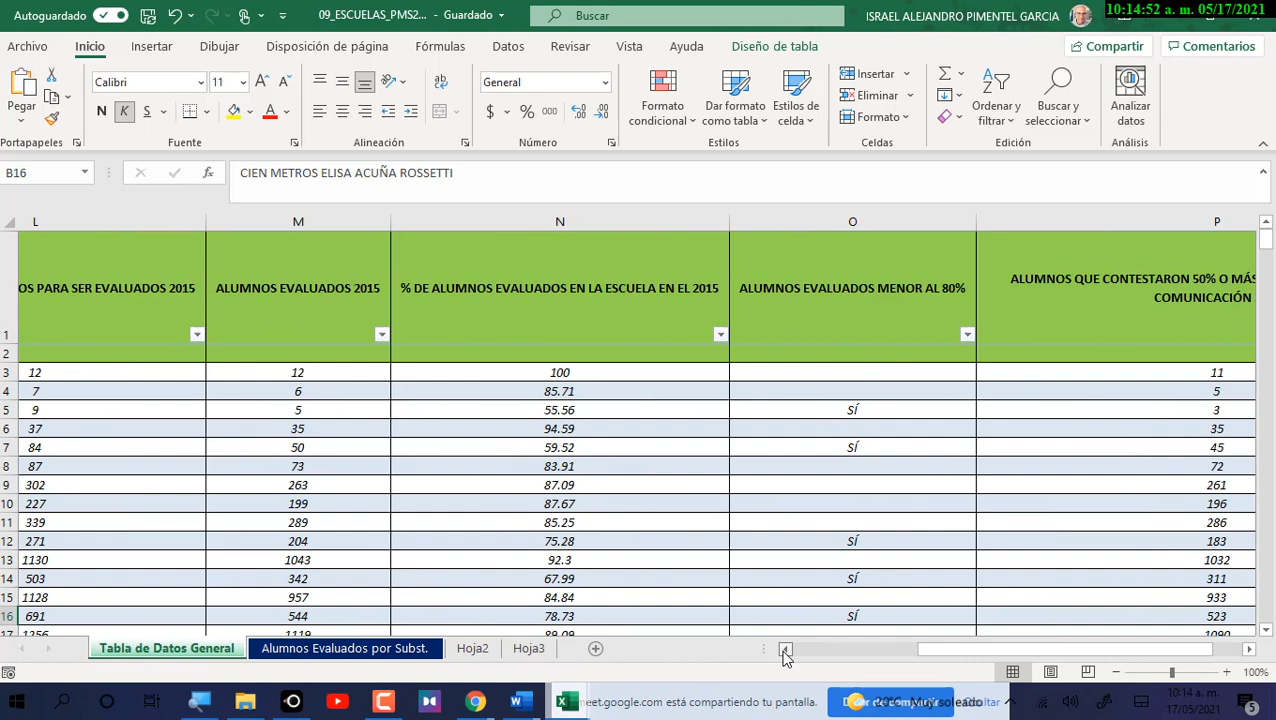 Autoguardado 09_ESCUELAS_PMS2... - Guardado Buscar ISRAEL ALEJANDRO PIMENTEL GARCIA 10:14:52 a. m. 05/17/2021
Archivo Inicio Insertar Dibujar Disposición de página Fórmulas Datos Revisar Vista Ayuda Diseño de tabla Compartir Comentarios
Pegar Calibri 11 General Formato condicional Dar formato como tabla Estilos de celda Insertar Eliminar Formato Ordenar y filtrar Buscar y seleccionar Analizar datos
N K S $ % 000
Portapapeles Fuente Alineación Número Estilos Celdas Edición Análisis
B16 fx CIEN METROS ELISA ACUÑA ROSSETTI
L M N O P
1 OS PARA SER EVALUADOS 2015 ALUMNOS EVALUADOS 2015 % DE ALUMNOS EVALUADOS EN LA ESCUELA EN EL 2015 ALUMNOS EVALUADOS MENOR AL 80% ALUMNOS QUE CONTESTARON 50% O MÁS
COMUNICACIÓN
2
3 12 12 100 11
4 7 6 85.71 5
5 9 5 55.56 SÍ 3
6 37 35 94.59 35
7 84 50 59.52 SÍ 45
8 87 73 83.91 72
9 302 263 87.09 261
10 227 199 87.67 196
11 339 289 85.25 286
12 271 204 75.28 SÍ 183
13 1130 1043 92.3 1032
14 503 342 67.99 SÍ 311
15 1128 957 84.84 933
16 691 544 78.73 SÍ 523
17 1256 1119 89.09 1090
Tabla de Datos General Alumnos Evaluados por Subst. Hoja2 Hoja3
100%
meet.google.com está compartiendo tu pantalla. Soleado 10:14 a. m.
17/05/2021
5